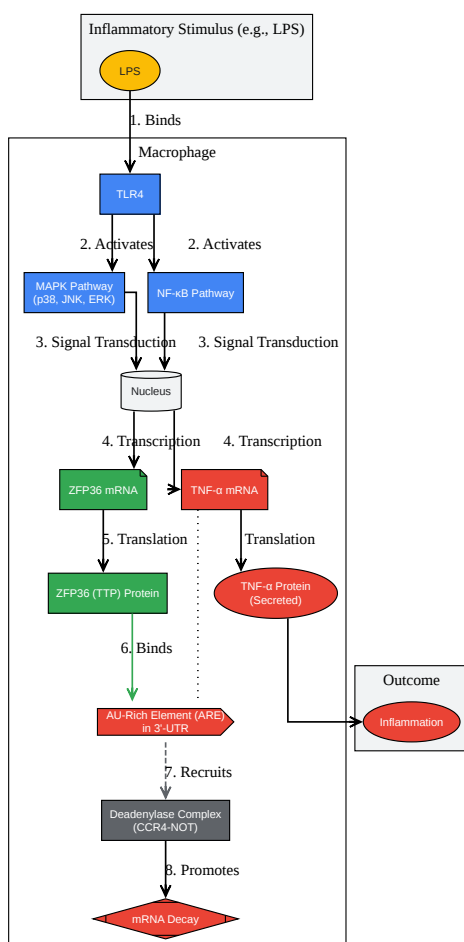 Inflammatory Stimulus (e.g., LPS)
LPS
1. Binds
Macrophage
TLR4
2. Activates
2. Activates
MAPK Pathway
(p38, JNK, ERK)
NF-κB Pathway
3. Signal Transduction
3. Signal Transduction
Nucleus
4. Transcription
4. Transcription
ZFP36 mRNA
TNF-α mRNA
5. Translation
Translation
ZFP36 (TTP) Protein
TNF-α Protein
(Secreted)
6. Binds
Outcome
AU-Rich Element (ARE)
in 3'-UTR
Inflammation
7. Recruits
Deadenylase Complex
(CCR4-NOT)
8. Promotes
mRNA Decay